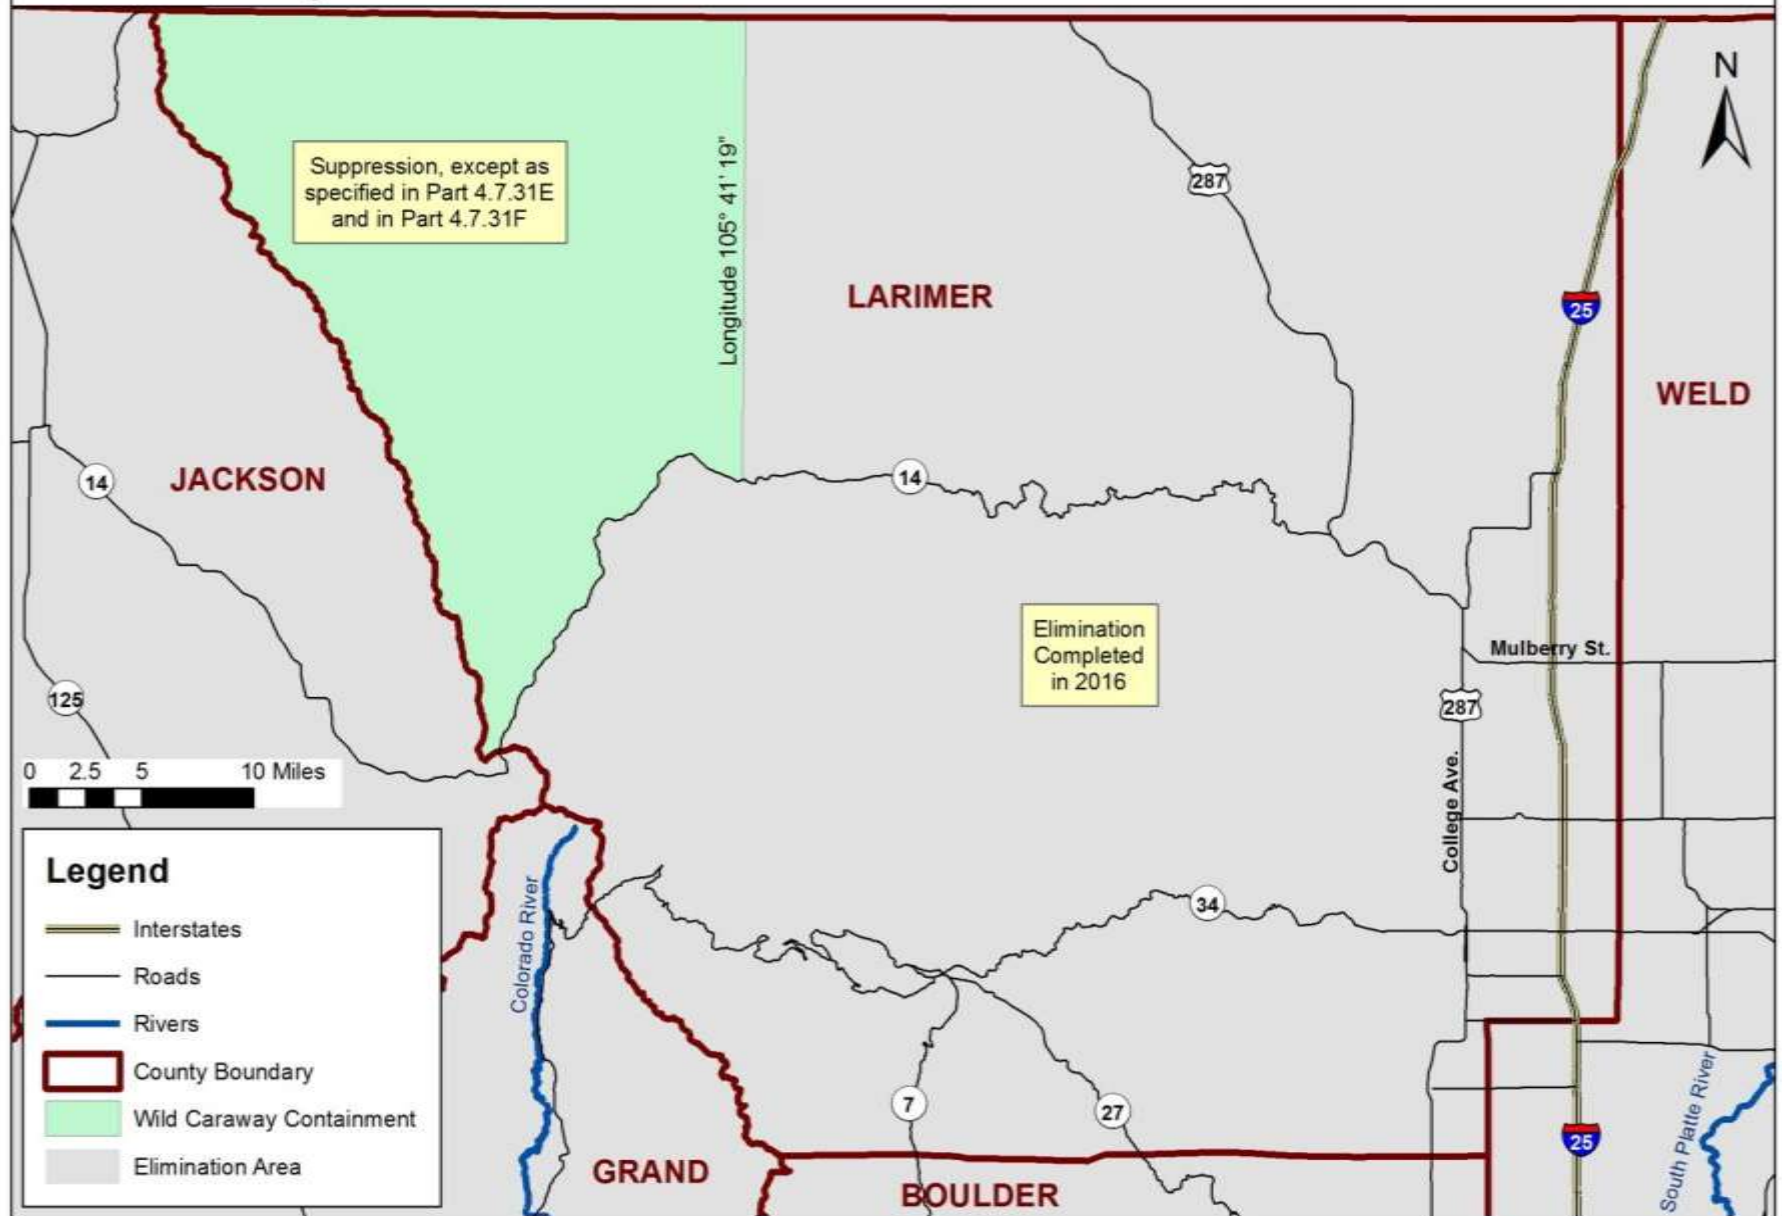 N
Suppression, except as
specified in Part 4.7.31E
and in Part 4.7.31F
Longitude 105° 41' 19"
287
LARIMER
25
WELD
JACKSON
14
14
Elimination
Completed
in 2016
Mulberry St.
125
287
0 2.5 5 10 Miles
College Ave.
Legend
Interstates
Roads
Rivers
County Boundary
Wild Caraway Containment
Elimination Area
Colorado River
34
7
27
25
South Platte River
GRAND
BOULDER